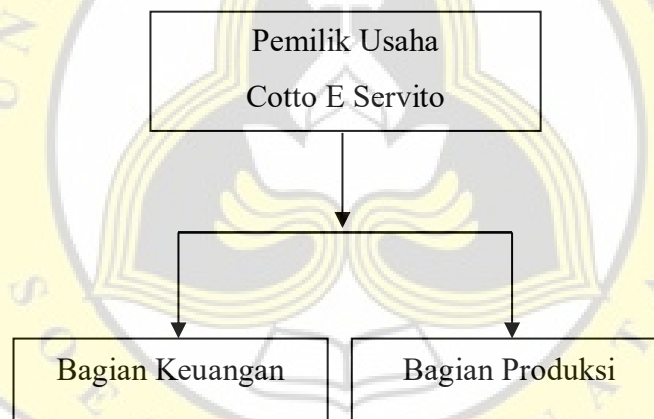 Pemilik Usaha
Cotto E Servito
Bagian Keuangan
Bagian Produksi